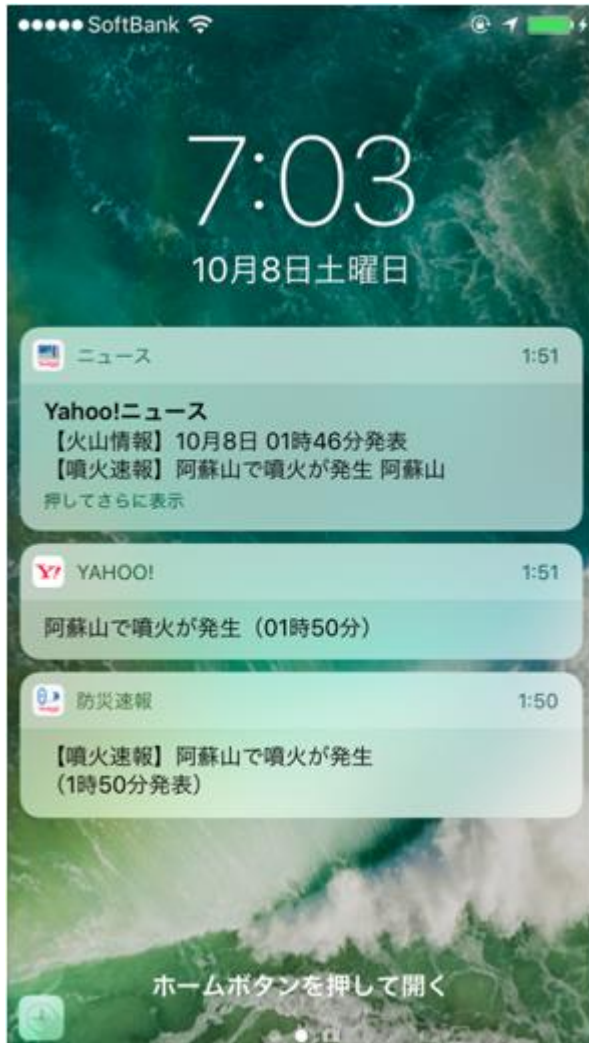 SoftBank
7:03
10月8日土曜日
ニュース 1:51
Yahoo!ニュース
【火山情報】10月8日 01時46分発表
【噴火速報】阿蘇山で噴火が発生 阿蘇山
押してさらに表示
Y! YAHOO! 1:51
阿蘇山で噴火が発生（01時50分）
防災速報 1:50
【噴火速報】阿蘇山で噴火が発生
（1時50分発表）
ホームボタンを押して開く